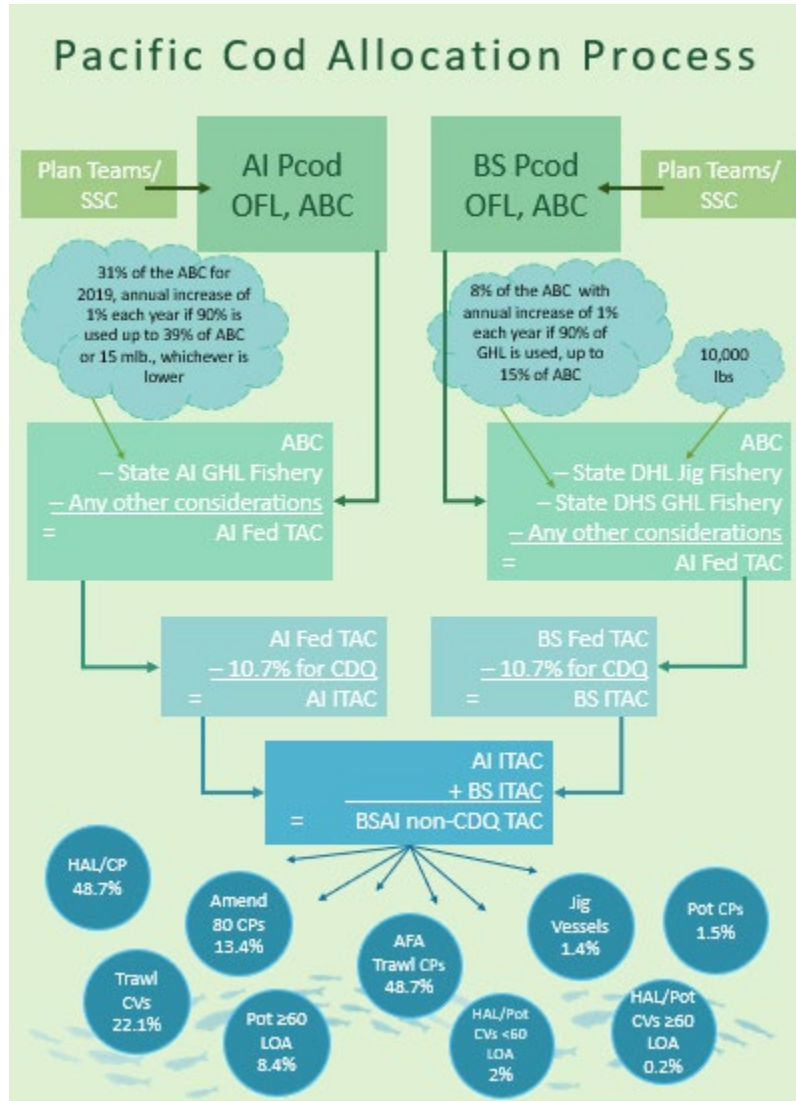 Pacific Cod Allocation Process
Plan Teams/
SSC
AI Pcod
OFL, ABC
BS Pcod
OFL, ABC
Plan Teams/
SSC
31% of the ABC for
2019, annual increase of
1% each year if 90% is
used up to 39% of ABC
or 15 mlb., whichever is
lower
8% of the ABC with
annual increase of 1%
each year if 90% of
GHL is used, up to
15% of ABC
10,000
lbs
ABC
– State AI GHL Fishery
– Any other considerations
= AI Fed TAC
ABC
– State DHL Jig Fishery
– State DHS GHL Fishery
– Any other considerations
= AI Fed TAC
AI Fed TAC
– 10.7% for CDQ
= AI ITAC
BS Fed TAC
– 10.7% for CDQ
= BS ITAC
AI ITAC
+ BS ITAC
= BSAI non-CDQ TAC
HAL/CP
48.7%
Amend
80 CPs
13.4%
Trawl
CVs
22.1%
Pot ≥60
LOA
8.4%
AFA
Trawl CPs
48.7%
HAL/Pot
CVs <60
LOA
2%
Jig
Vessels
1.4%
Pot CPs
1.5%
HAL/Pot
CVs ≥60
LOA
0.2%